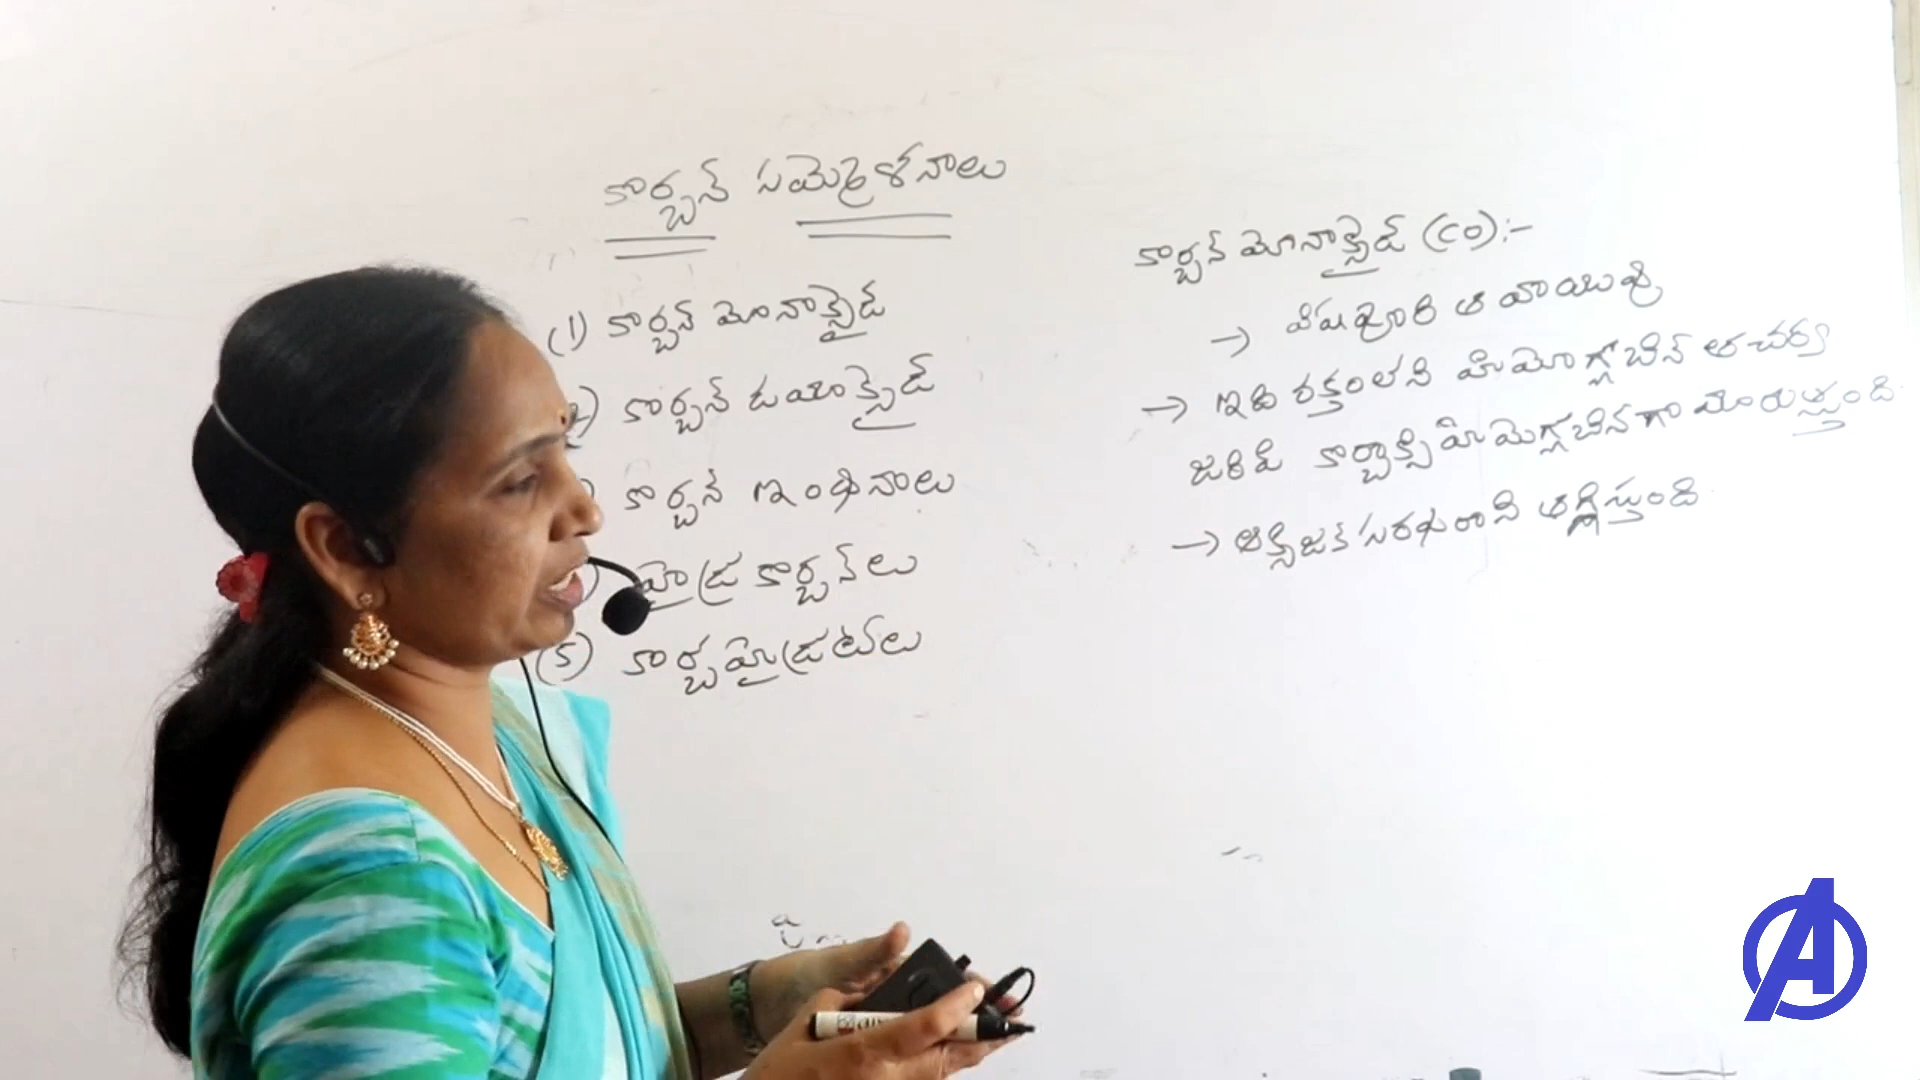 కార్బన్ సమ్మేళనాలు
(1) కార్బన్ మోనాక్సైడ్
కార్బన్ డయాక్సైడ్
కార్బన్ ఇంధనాలు
హైడ్రోకార్బన్‌లు
(5) కార్బోహైడ్రేట్‌లు
కార్బన్ మోనాక్సైడ్ (CO):-
→ విషపూరిత వాయువు
→ ఇది రక్తంలని హిమోగ్లోబిన్ తో చర్య
జరిపి కార్బాక్సిహిమోగ్లోబిన్‌గా మారుస్తుంది
→ ఆక్సిజన్ సరఫరాని తగ్గిస్తుంది